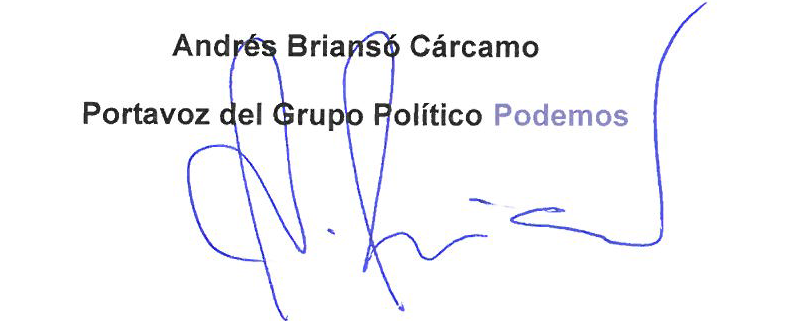 Andrés Briansó Cárcamo
Portavoz del Grupo Político Podemos